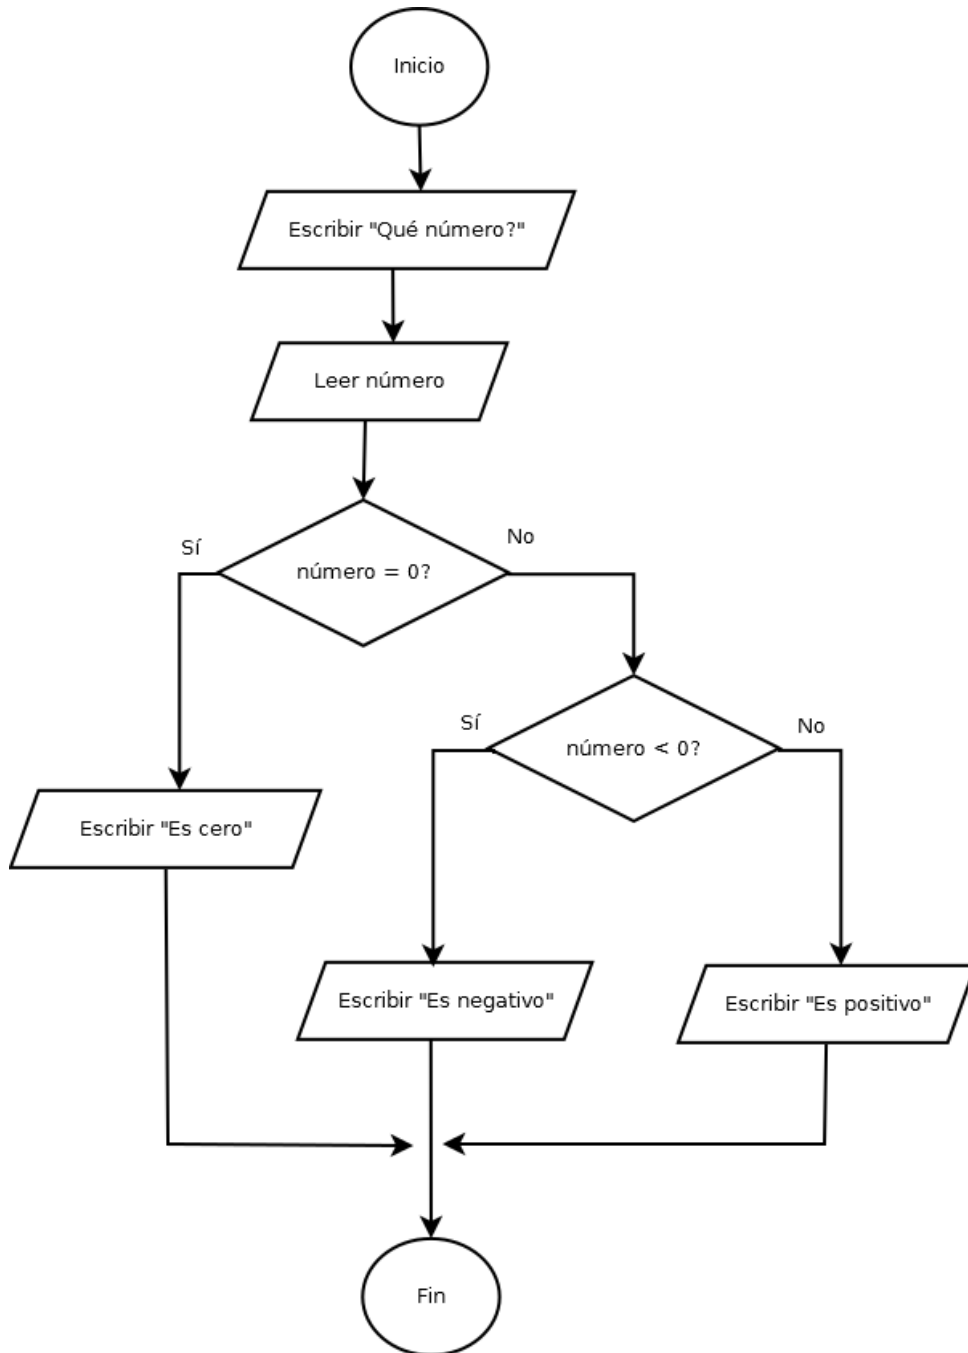 Inicio
Escribir "Qué número?"
Leer número
Sí
No
número = 0?
Sí
No
número < 0?
Escribir "Es cero"
Escribir "Es negativo"
Escribir "Es positivo"
Fin